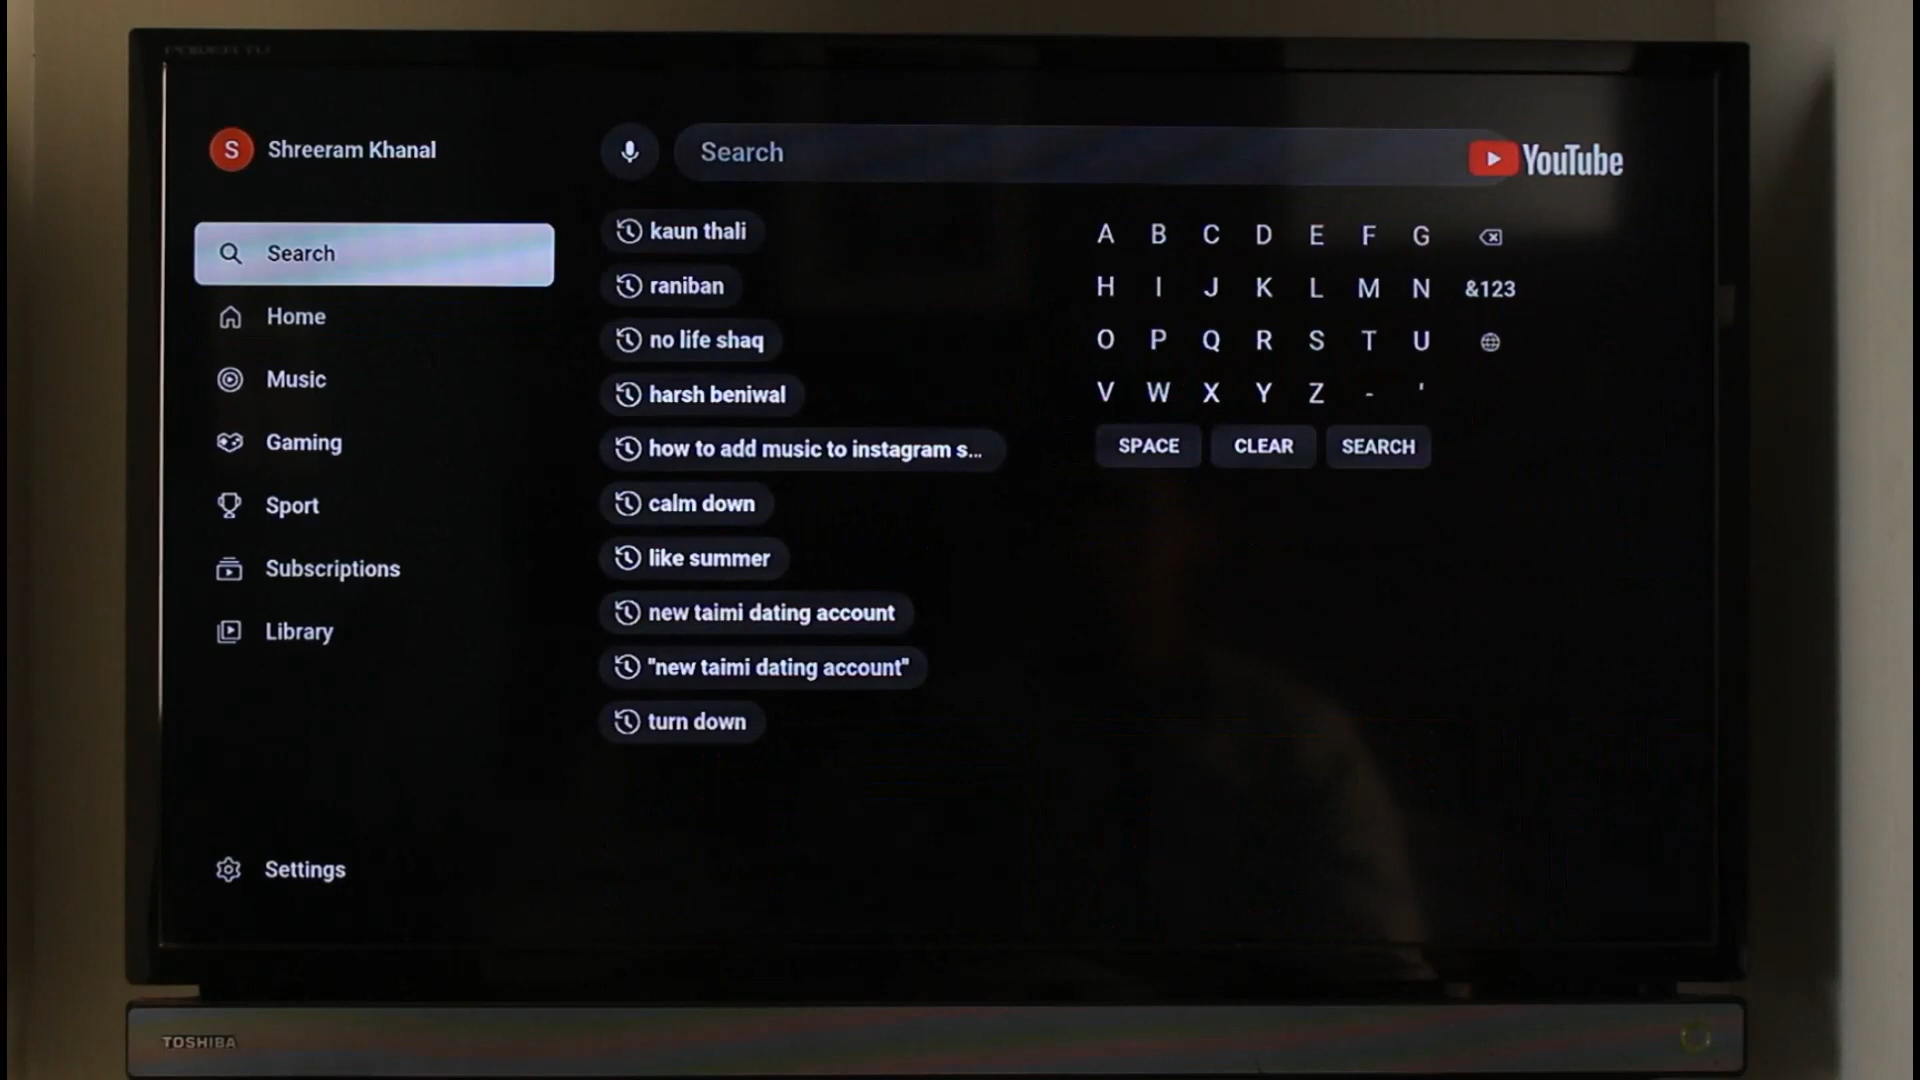 POWER TV
S Shreeram Khanal
Search
YouTube
Search
Home
Music
Gaming
Sport
Subscriptions
Library
Settings
kaun thali
raniban
no life shaq
harsh beniwal
how to add music to instagram s...
calm down
like summer
new taimi dating account
"new taimi dating account"
turn down
A B C D E F G
H I J K L M N &123
O P Q R S T U
V W X Y Z - '
SPACE CLEAR SEARCH
TOSHIBA